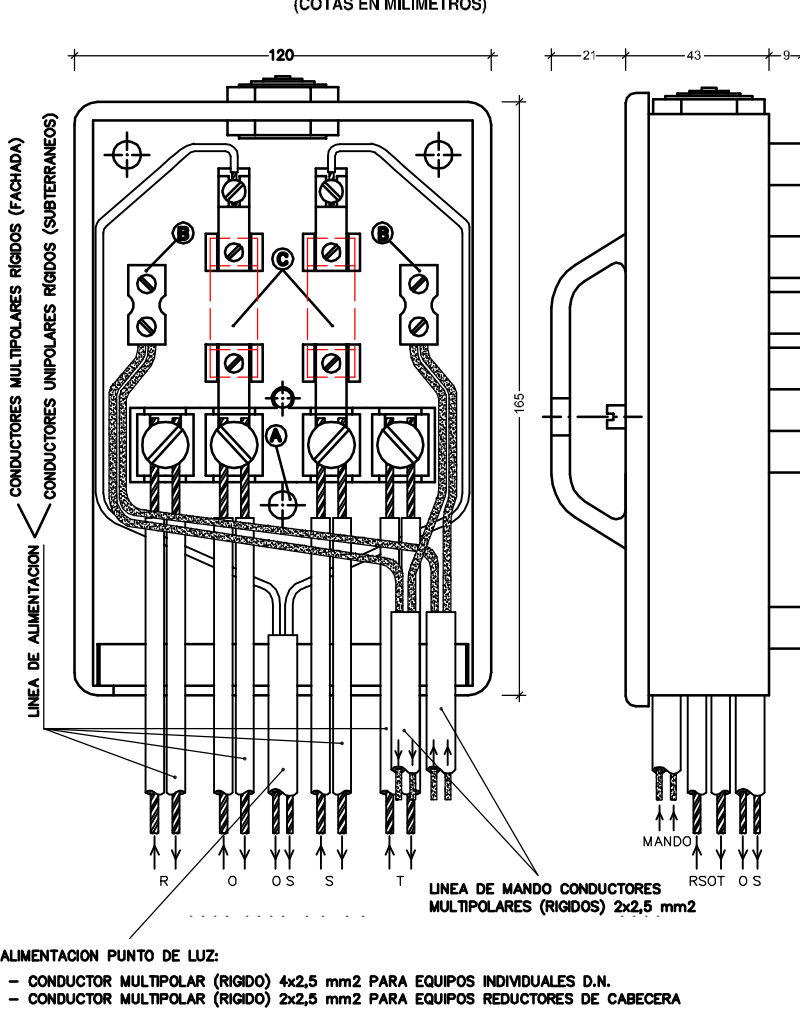 (COTAS EN MILIMETROS)
120
21
43
9
CONDUCTORES MULTIPOLARES RIGIDOS (FACHADA)
CONDUCTORES UNIPOLARES RÍGIDOS (SUBTERRANEOS)
B
B
C
165
A
LINEA DE ALIMENTACION
MANDO
R
O
O S
S
T
RSOT
O S
LINEA DE MANDO CONDUCTORES
MULTIPOLARES (RIGIDOS) 2x2,5 mm2
ALIMENTACION PUNTO DE LUZ:
- CONDUCTOR MULTIPOLAR (RIGIDO) 4x2,5 mm2 PARA EQUIPOS INDIVIDUALES D.N.
- CONDUCTOR MULTIPOLAR (RIGIDO) 2x2,5 mm2 PARA EQUIPOS REDUCTORES DE CABECERA